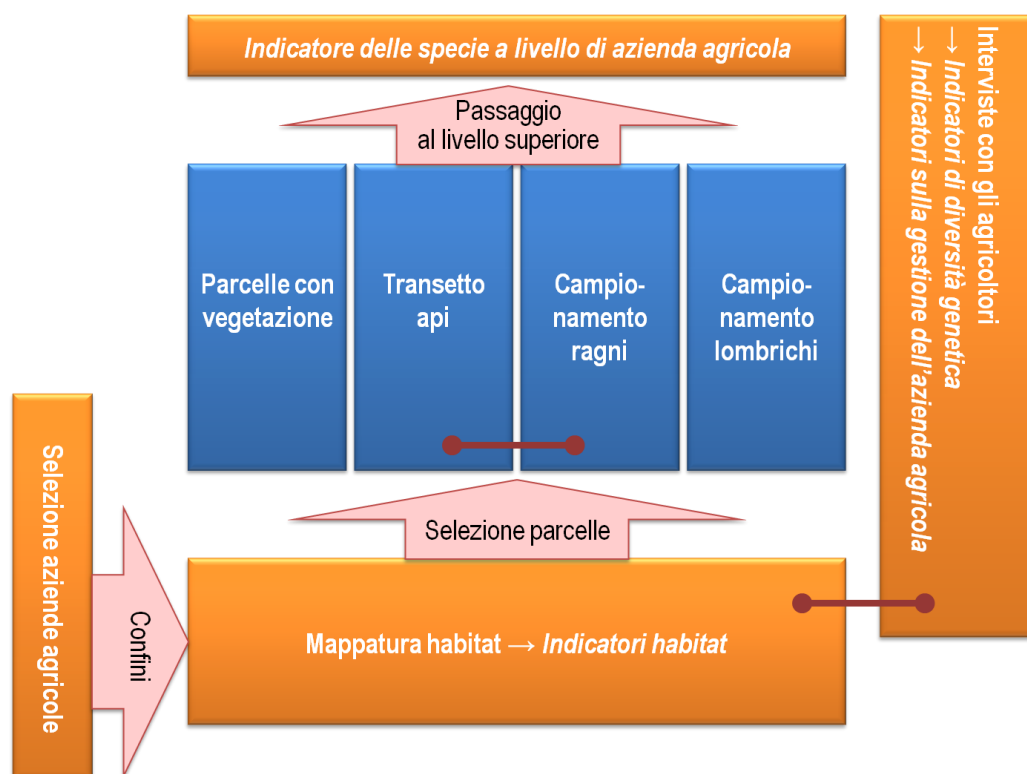 Indicatore delle specie a livello di azienda agricola
Passaggio
al livello superiore
Parcelle con
vegetazione
Transetto
api
Campio-
namento
ragni
Campio-
namento
lombrichi
Selezione parcelle
Mappatura habitat → Indicatori habitat
Selezione aziende agricole
Confini
Interviste con gli agricoltori
→ Indicatori di diversità genetica
→ Indicatori sulla gestione dell’azienda agricola